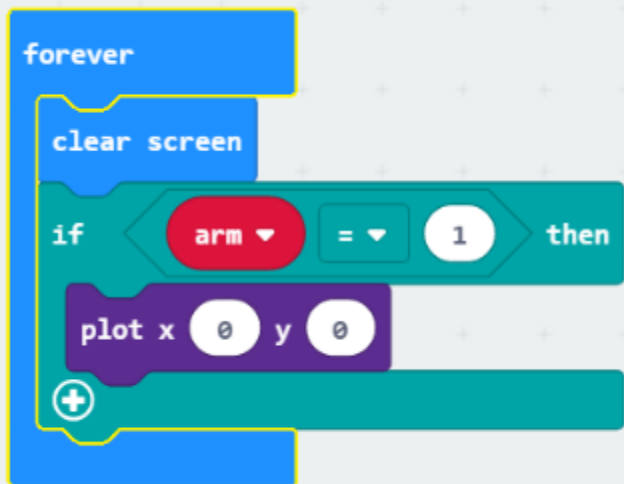 forever
clear screen
if arm = 1 then
plot x 0 y 0